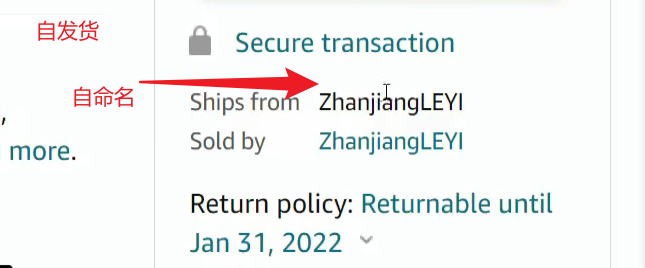 自发货
Secure transaction
自命名
Ships from ZhanjiangLEYI
,
Sold by ZhanjiangLEYI
more.
Return policy: Returnable until
Jan 31, 2022